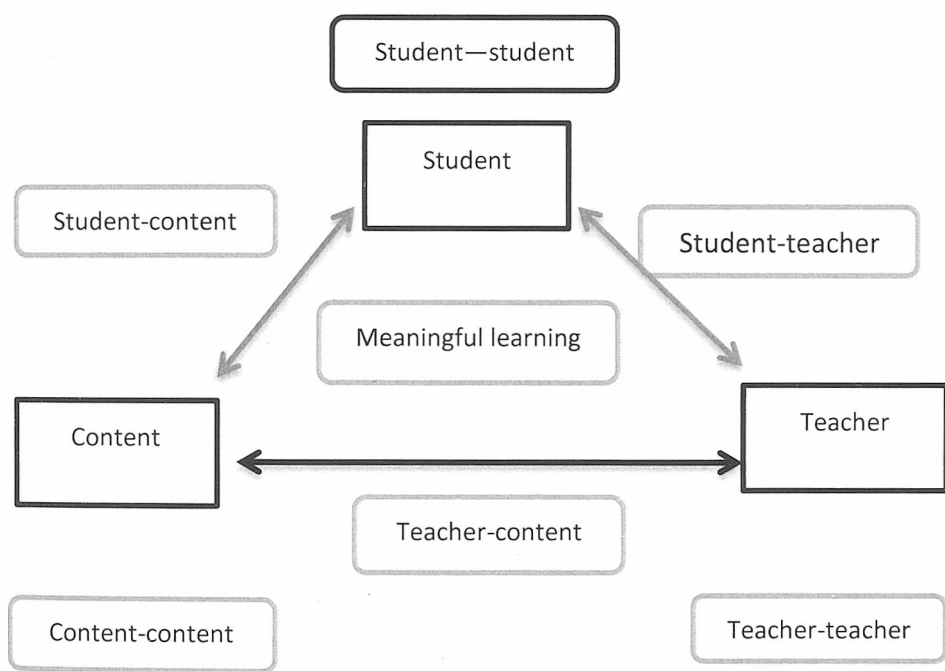 Student—student
Student
Student-content
Student-teacher
Meaningful learning
Content
Teacher
Teacher-content
Content-content
Teacher-teacher